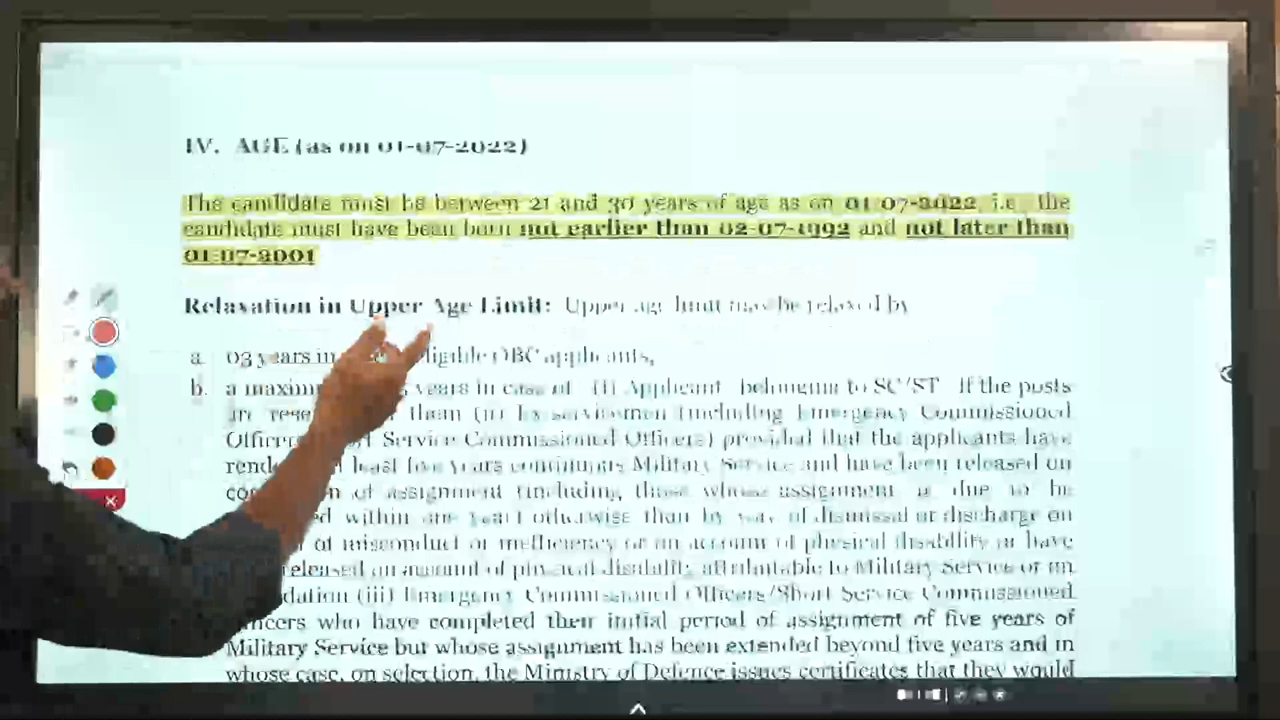 IV. AGE (as on 01-07-2022)
The candidate must be between 21 and 30 years of age as on 01-07-2022, i.e., the
candidate must have been born not earlier than 02-07-1992 and not later than
01-07-2001
Relaxation in Upper Age Limit: Upper age limit may be relaxed by
a. 03 years in eligible OBC applicants,
b. a maxim years in case of (i) Applicant belonging to SC/ST If the posts
are rese them (ii) Ex-servicemen (including Emergency Commissioned
Officers Service Commissioned Officers) provided that the applicants have
rend least five years continuous Military Service and have been released on
of assignment (including those whose assignment is due to be
ed within one year) otherwise than by way of dismissal or discharge on
of misconduct or inefficiency or on account of physical disability or have
released on account of physical disability attributable to Military Service or on
dation (iii) Emergency Commissioned Officers/Short Service Commissioned
Officers who have completed their initial period of assignment of five years of
Military Service but whose assignment has been extended beyond five years and in
whose case, on selection, the Ministry of Defence issues certificates that they would